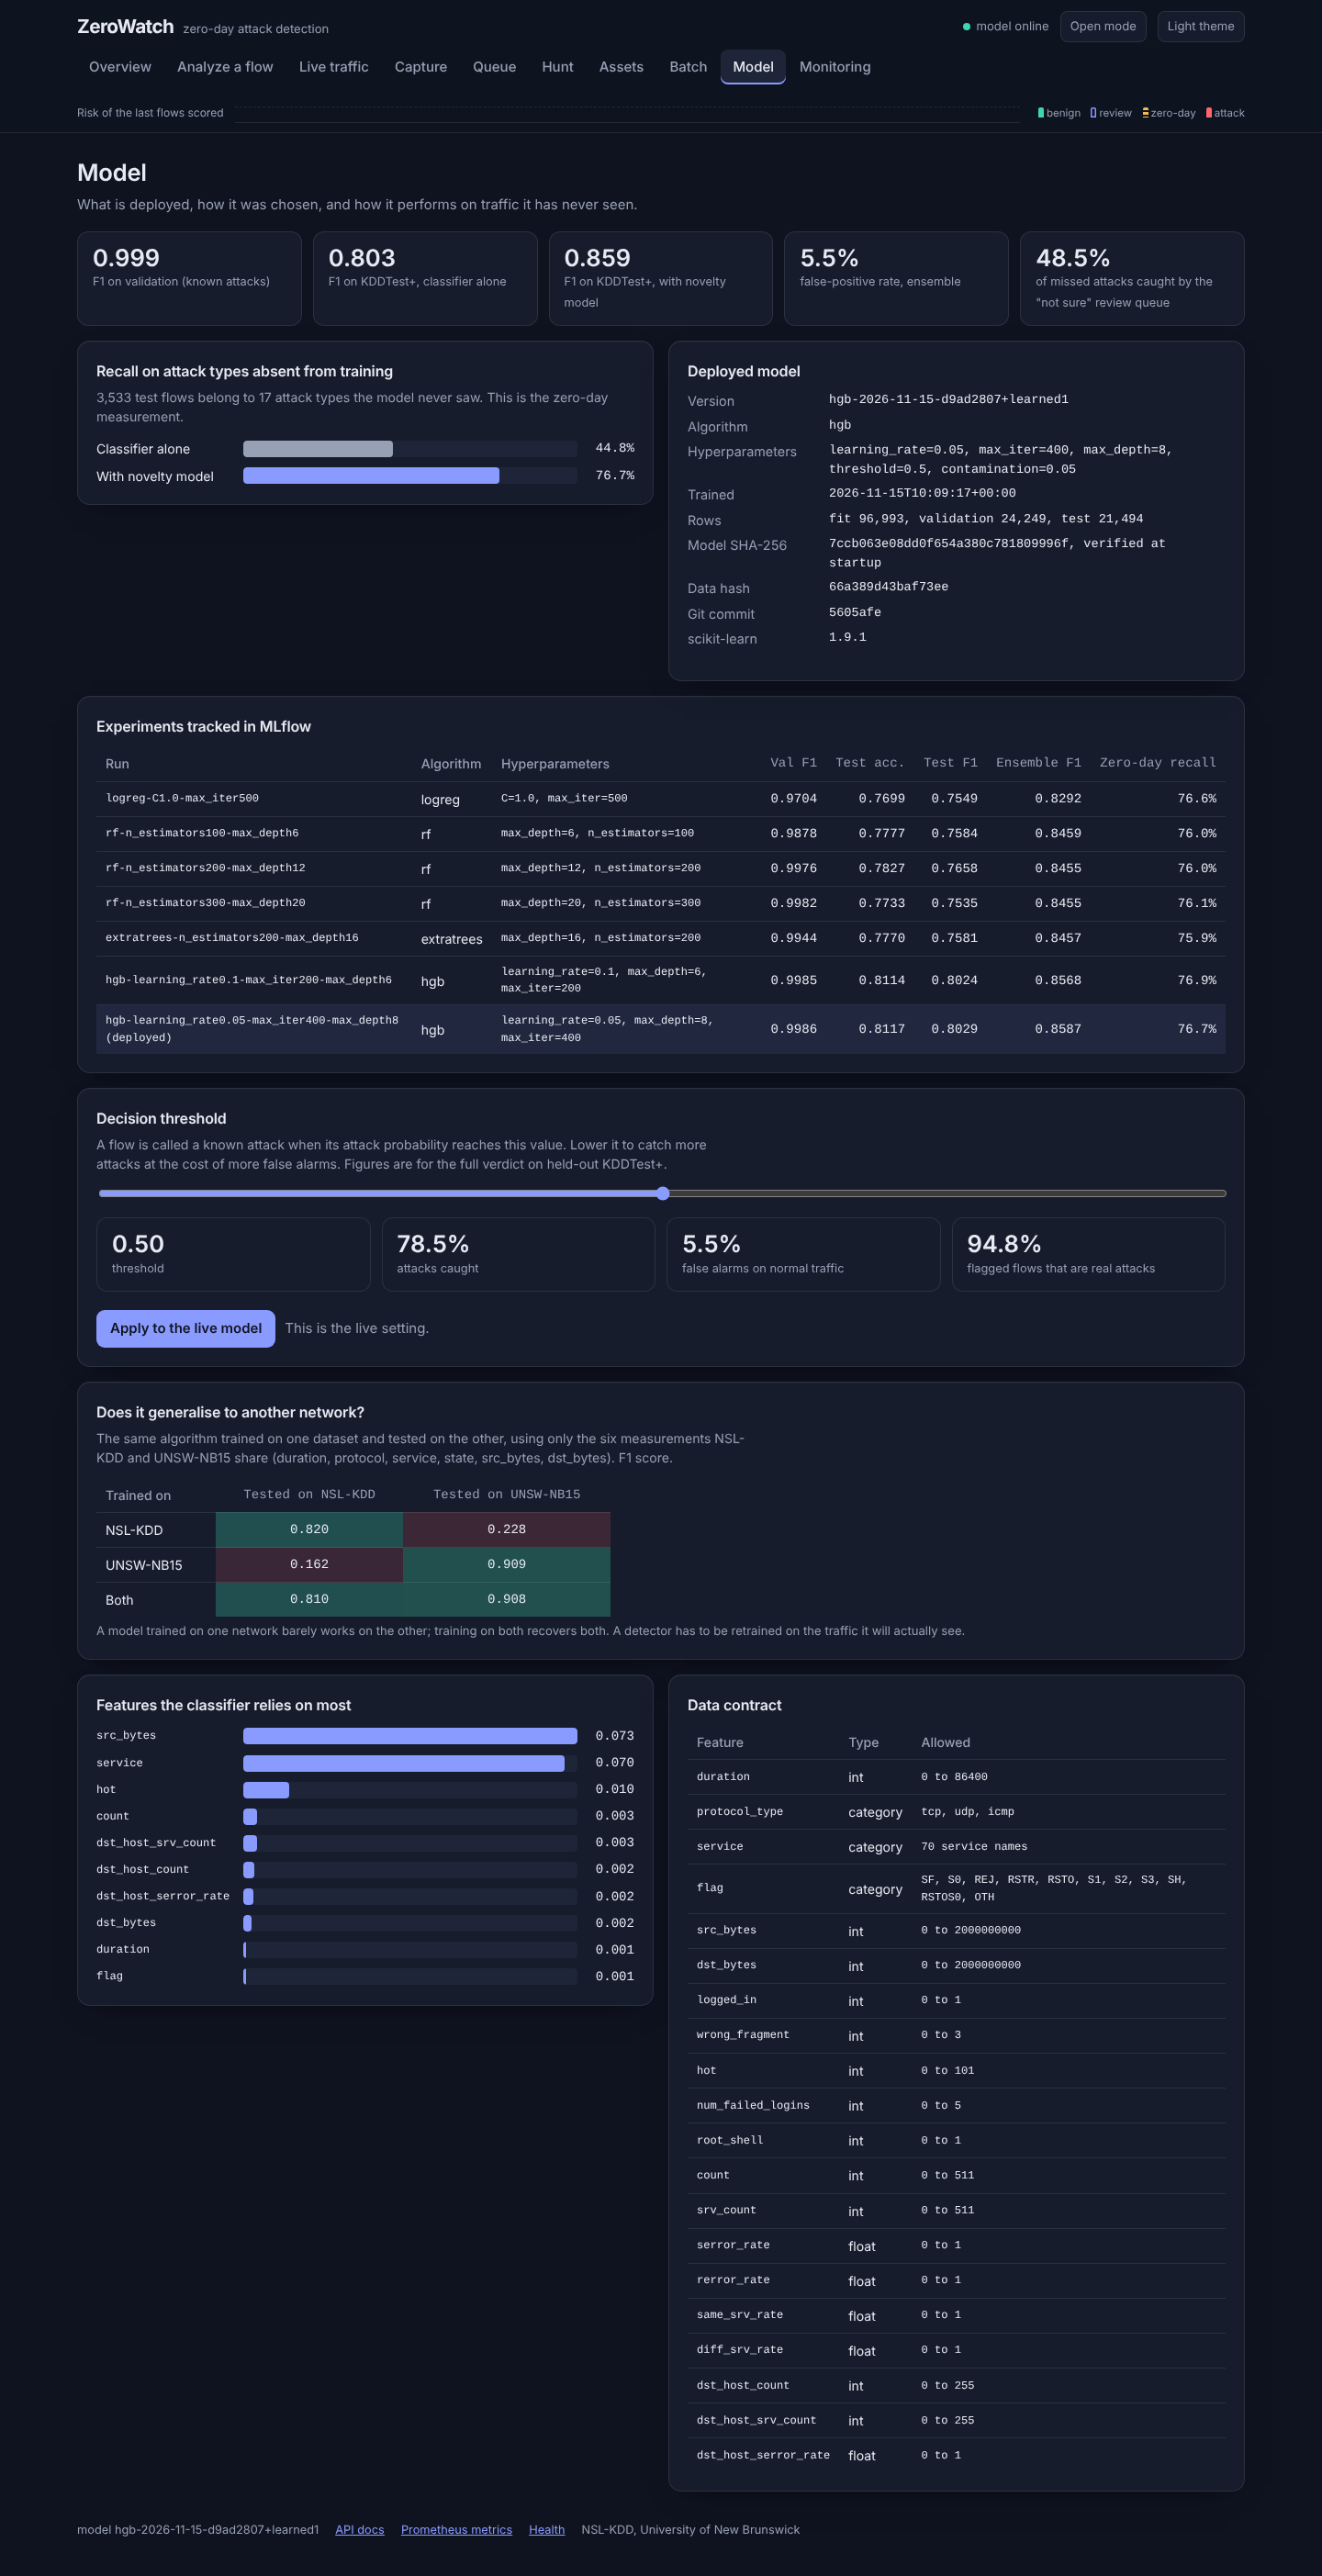 ZeroWatch zero-day attack detection
model online Open mode Light theme
Overview Analyze a flow Live traffic Capture Queue Hunt Assets Batch Model Monitoring
Risk of the last flows scored benign review zero-day attack
Model
What is deployed, how it was chosen, and how it performs on traffic it has never seen.
0.999
F1 on validation (known attacks)
0.803
F1 on KDDTest+, classifier alone
0.859
F1 on KDDTest+, with novelty
model
5.5%
false-positive rate, ensemble
48.5%
of missed attacks caught by the
"not sure" review queue
Recall on attack types absent from training
3,533 test flows belong to 17 attack types the model never saw. This is the zero-day
measurement.
Classifier alone 44.8%
With novelty model 76.7%
Deployed model
Version hgb-2026-11-15-d9ad2807+learned1
Algorithm hgb
Hyperparameters learning_rate=0.05, max_iter=400, max_depth=8,
threshold=0.5, contamination=0.05
Trained 2026-11-15T10:09:17+00:00
Rows fit 96,993, validation 24,249, test 21,494
Model SHA-256 7ccb063e08dd0f654a380c781809996f, verified at
startup
Data hash 66a389d43baf73ee
Git commit 5605afe
scikit-learn 1.9.1
Experiments tracked in MLflow
Run Algorithm Hyperparameters Val F1 Test acc. Test F1 Ensemble F1 Zero-day recall
logreg-C1.0-max_iter500 logreg C=1.0, max_iter=500 0.9704 0.7699 0.7549 0.8292 76.6%
rf-n_estimators100-max_depth6 rf max_depth=6, n_estimators=100 0.9878 0.7777 0.7584 0.8459 76.0%
rf-n_estimators200-max_depth12 rf max_depth=12, n_estimators=200 0.9976 0.7827 0.7658 0.8455 76.0%
rf-n_estimators300-max_depth20 rf max_depth=20, n_estimators=300 0.9982 0.7733 0.7535 0.8455 76.1%
extratrees-n_estimators200-max_depth16 extratrees max_depth=16, n_estimators=200 0.9944 0.7770 0.7581 0.8457 75.9%
hgb-learning_rate0.1-max_iter200-max_depth6 hgb learning_rate=0.1, max_depth=6, 0.9985 0.8114 0.8024 0.8568 76.9%
max_iter=200
hgb-learning_rate0.05-max_iter400-max_depth8 hgb learning_rate=0.05, max_depth=8, 0.9986 0.8117 0.8029 0.8587 76.7%
(deployed) max_iter=400
Decision threshold
A flow is called a known attack when its attack probability reaches this value. Lower it to catch more
attacks at the cost of more false alarms. Figures are for the full verdict on held-out KDDTest+.
0.50
threshold
78.5%
attacks caught
5.5%
false alarms on normal traffic
94.8%
flagged flows that are real attacks
Apply to the live model This is the live setting.
Does it generalise to another network?
The same algorithm trained on one dataset and tested on the other, using only the six measurements NSL-
KDD and UNSW-NB15 share (duration, protocol, service, state, src_bytes, dst_bytes). F1 score.
Trained on Tested on NSL-KDD Tested on UNSW-NB15
NSL-KDD 0.820 0.228
UNSW-NB15 0.162 0.909
Both 0.810 0.908
A model trained on one network barely works on the other; training on both recovers both. A detector has to be retrained on the traffic it will actually see.
Features the classifier relies on most
src_bytes 0.073
service 0.070
hot 0.010
count 0.003
dst_host_srv_count 0.003
dst_host_count 0.002
dst_host_serror_rate 0.002
dst_bytes 0.002
duration 0.001
flag 0.001
Data contract
Feature Type Allowed
duration int 0 to 86400
protocol_type category tcp, udp, icmp
service category 70 service names
flag category SF, S0, REJ, RSTR, RSTO, S1, S2, S3, SH,
RSTOS0, OTH
src_bytes int 0 to 2000000000
dst_bytes int 0 to 2000000000
logged_in int 0 to 1
wrong_fragment int 0 to 3
hot int 0 to 101
num_failed_logins int 0 to 5
root_shell int 0 to 1
count int 0 to 511
srv_count int 0 to 511
serror_rate float 0 to 1
rerror_rate float 0 to 1
same_srv_rate float 0 to 1
diff_srv_rate float 0 to 1
dst_host_count int 0 to 255
dst_host_srv_count int 0 to 255
dst_host_serror_rate float 0 to 1
model hgb-2026-11-15-d9ad2807+learned1 API docs Prometheus metrics Health NSL-KDD, University of New Brunswick